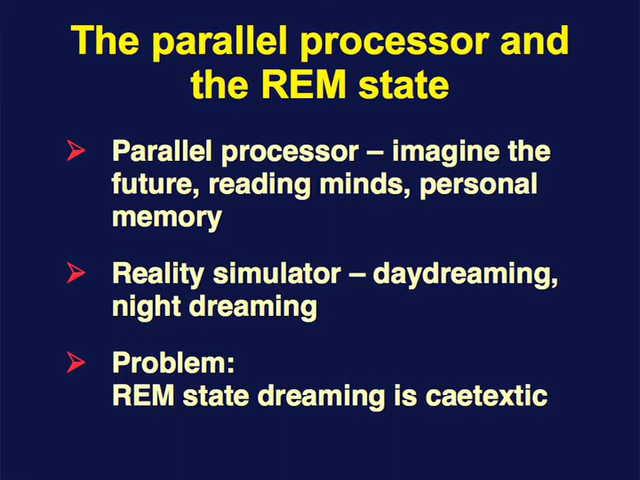 The parallel processor and
the REM state
Parallel processor – imagine the
future, reading minds, personal
memory
Reality simulator – daydreaming,
night dreaming
Problem:
REM state dreaming is caetextic